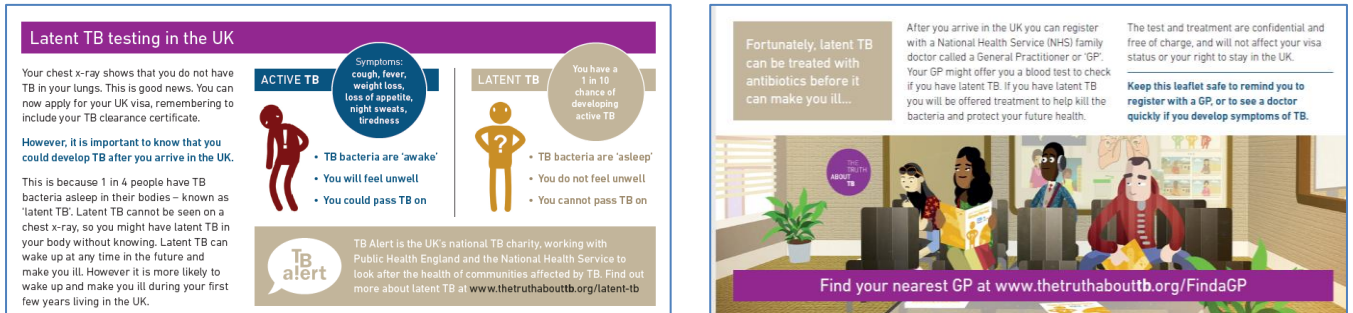 Latent TB testing in the UK
Your chest x-ray shows that you do not have
TB in your lungs. This is good news. You can
now apply for your UK visa, remembering to
include your TB clearance certificate.
However, it is important to know that you
could develop TB after you arrive in the UK.
This is because 1 in 4 people have TB
bacteria asleep in their bodies – known as
'latent TB'. Latent TB cannot be seen on a
chest x-ray, so you might have latent TB in
your body without knowing. Latent TB can
wake up at any time in the future and
make you ill. However it is more likely to
wake up and make you ill during your first
few years living in the UK.
ACTIVE TB
Symptoms:
cough, fever,
weight loss,
loss of appetite,
night sweats,
tiredness
!
• TB bacteria are 'awake'
• You will feel unwell
• You could pass TB on
LATENT TB
You have a
1 in 10
chance of
developing
active TB
?
• TB bacteria are 'asleep'
• You do not feel unwell
• You cannot pass TB on
TB
a!ert
TB Alert is the UK's national TB charity, working with
Public Health England and the National Health Service to
look after the health of communities affected by TB. Find out
more about latent TB at www.thetruthabouttb.org/latent-tb
Fortunately, latent TB
can be treated with
antibiotics before it
can make you ill...
After you arrive in the UK you can register
with a National Health Service (NHS) family
doctor called a General Practitioner or 'GP'.
Your GP might offer you a blood test to check
if you have latent TB. If you have latent TB
you will be offered treatment to help kill the
bacteria and protect your future health.
The test and treatment are confidential and
free of charge, and will not affect your visa
status or your right to stay in the UK.
Keep this leaflet safe to remind you to
register with a GP, or to see a doctor
quickly if you develop symptoms of TB.
THE
TRUTH
ABOUT
TB
Find your nearest GP at www.thetruthabouttb.org/FindaGP